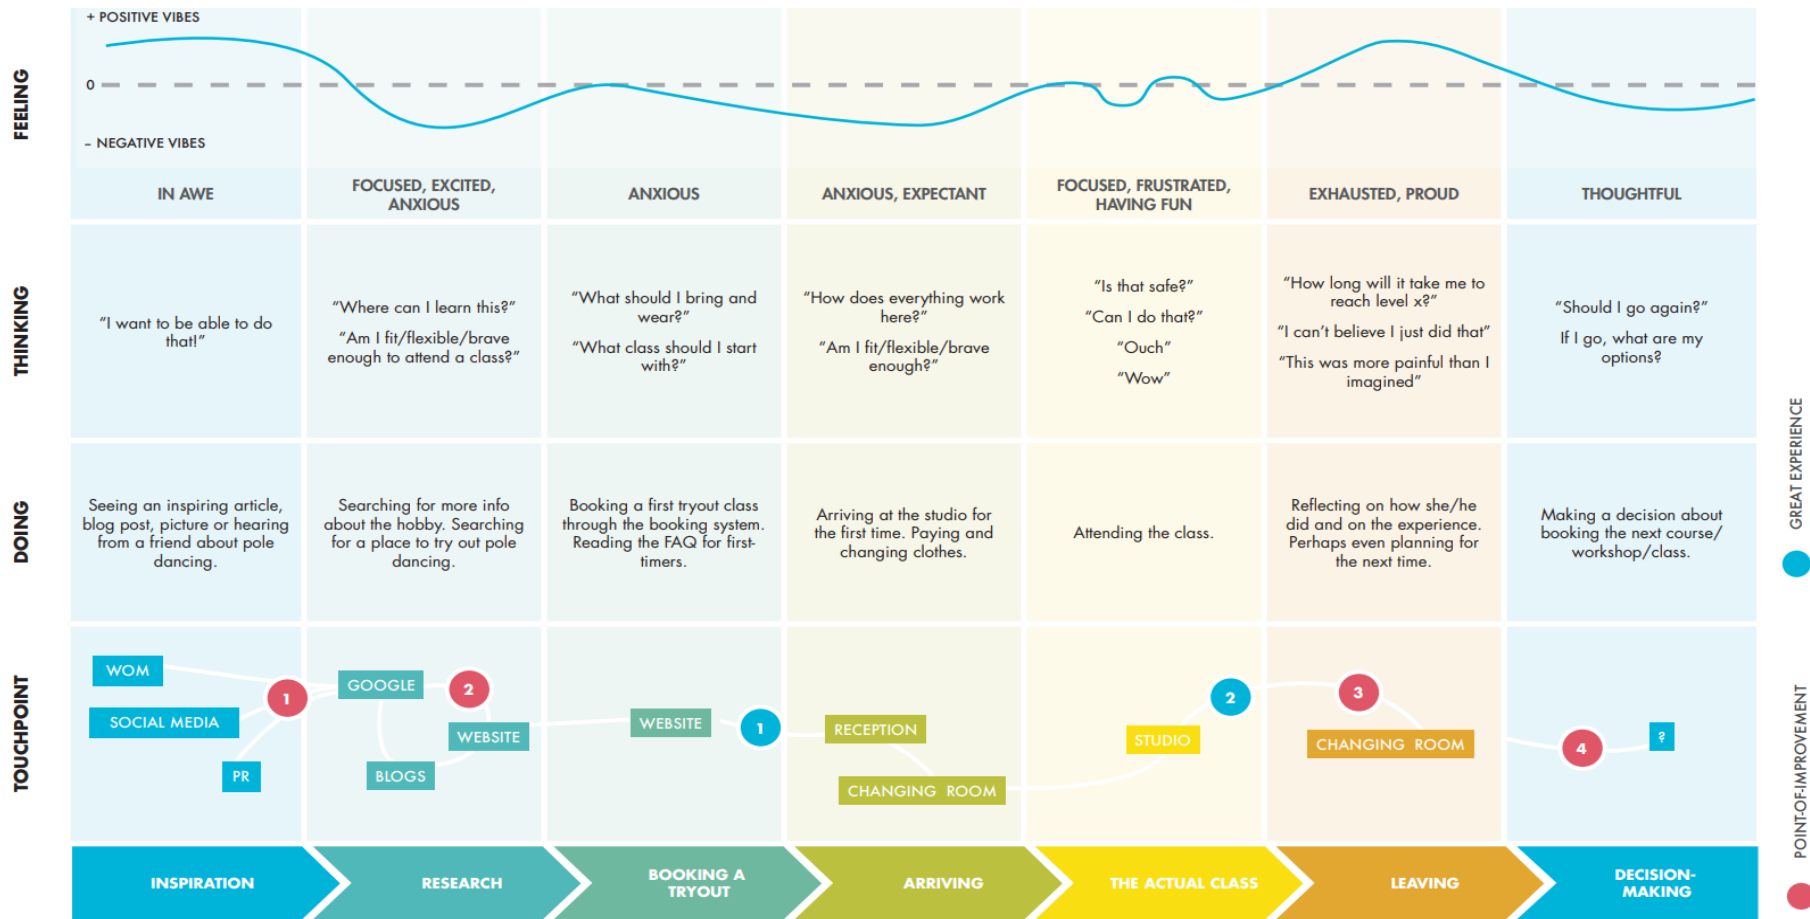 + POSITIVE VIBES
0
– NEGATIVE VIBES
FEELING
IN AWE
FOCUSED, EXCITED,
ANXIOUS
ANXIOUS
ANXIOUS, EXPECTANT
FOCUSED, FRUSTRATED,
HAVING FUN
EXHAUSTED, PROUD
THOUGHTFUL
THINKING
“I want to be able to do
that!”
“Where can I learn this?”
“Am I fit/flexible/brave
enough to attend a class?”
“What should I bring and
wear?”
“What class should I start
with?”
“How does everything work
here?”
“Am I fit/flexible/brave
enough?”
“Is that safe?”
“Can I do that?”
“Ouch”
“Wow”
“How long will it take me to
reach level x?”
“I can’t believe I just did that”
“This was more painful than I
imagined”
“Should I go again?”
If I go, what are my
options?
DOING
Seeing an inspiring article,
blog post, picture or hearing
from a friend about pole
dancing.
Searching for more info
about the hobby. Searching
for a place to try out pole
dancing.
Booking a first tryout class
through the booking system.
Reading the FAQ for first-
timers.
Arriving at the studio for
the first time. Paying and
changing clothes.
Attending the class.
Reflecting on how she/he
did and on the experience.
Perhaps even planning for
the next time.
Making a decision about
booking the next course/
workshop/class.
TOUCHPOINT
WOM
SOCIAL MEDIA
PR
1
GOOGLE
2
WEBSITE
BLOGS
WEBSITE
1
RECEPTION
CHANGING ROOM
STUDIO
2
3
CHANGING ROOM
4
?
INSPIRATION
RESEARCH
BOOKING A
TRYOUT
ARRIVING
THE ACTUAL CLASS
LEAVING
DECISION-
MAKING
GREAT EXPERIENCE
POINT-OF-IMPROVEMENT